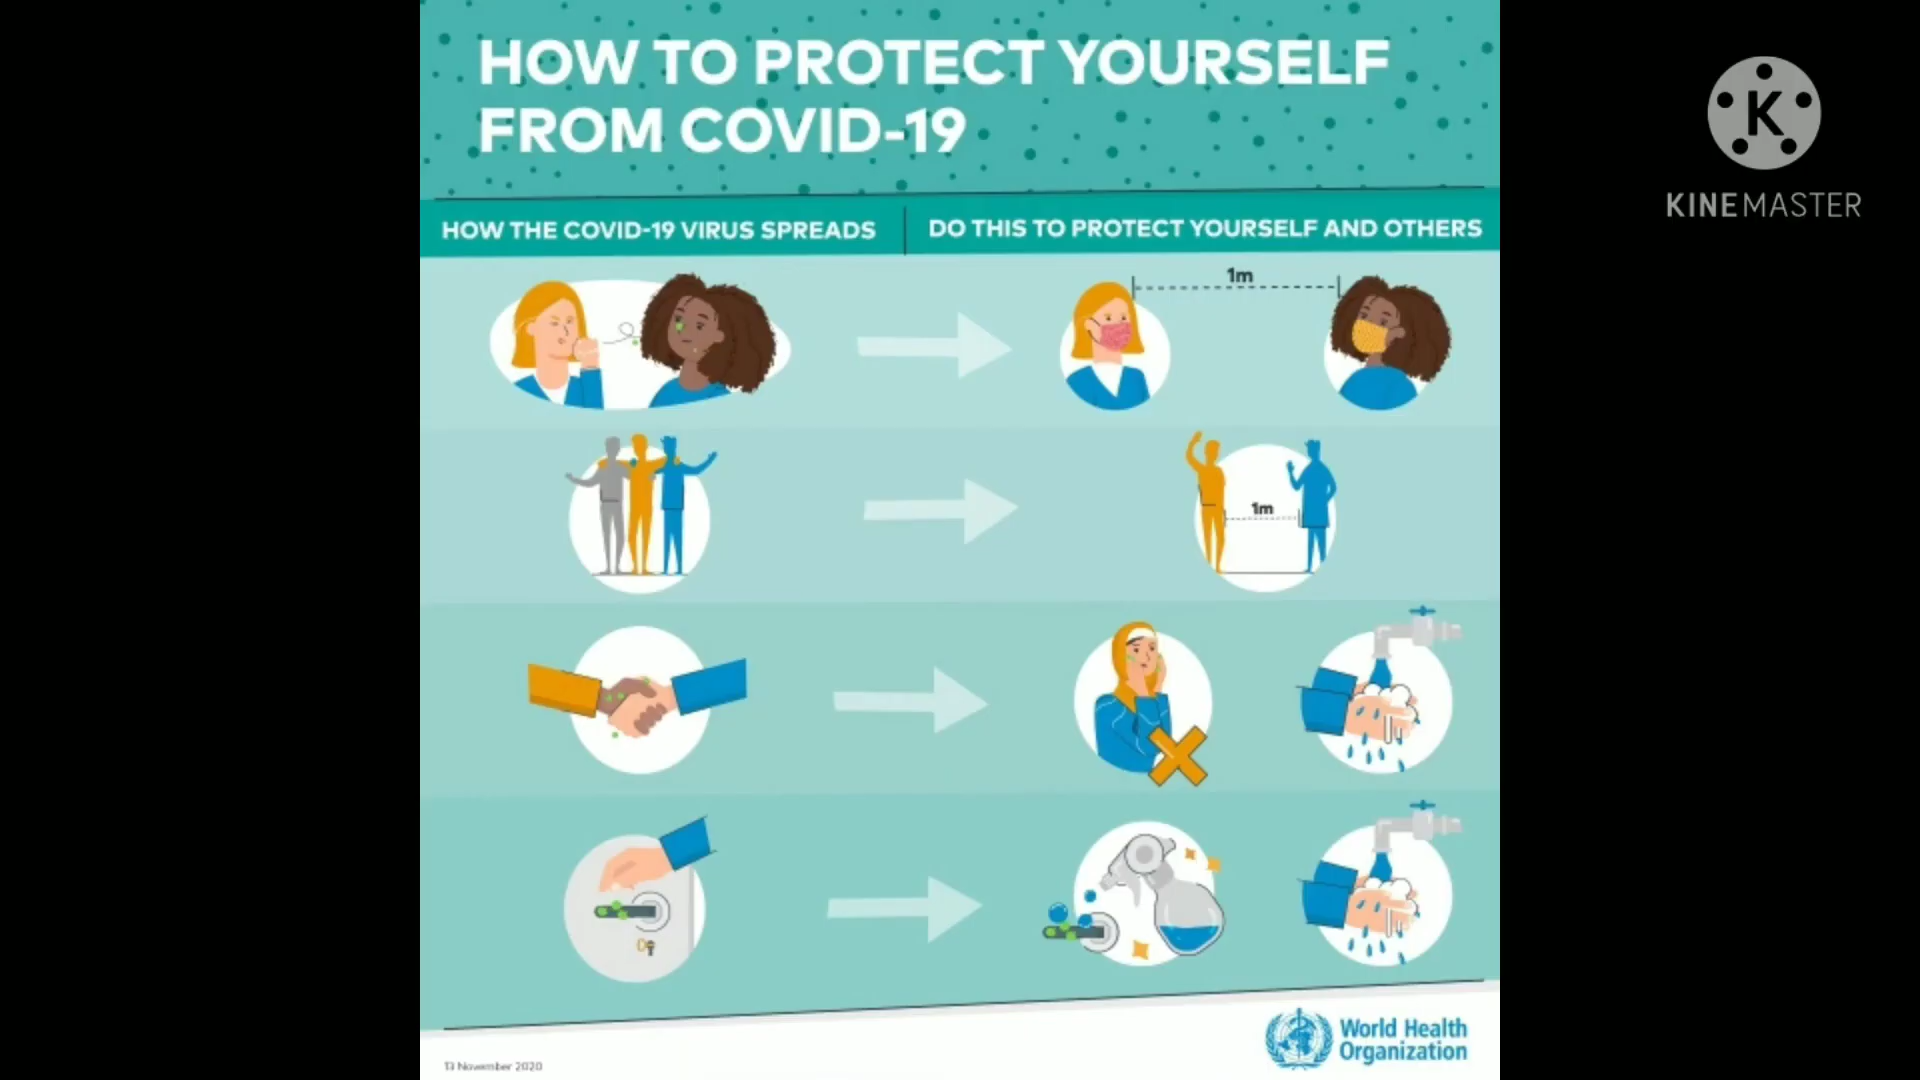 HOW TO PROTECT YOURSELF
FROM COVID-19
HOW THE COVID-19 VIRUS SPREADS
DO THIS TO PROTECT YOURSELF AND OTHERS
1m
1m
World Health
Organization
13 November 2020
K
KINEMASTER